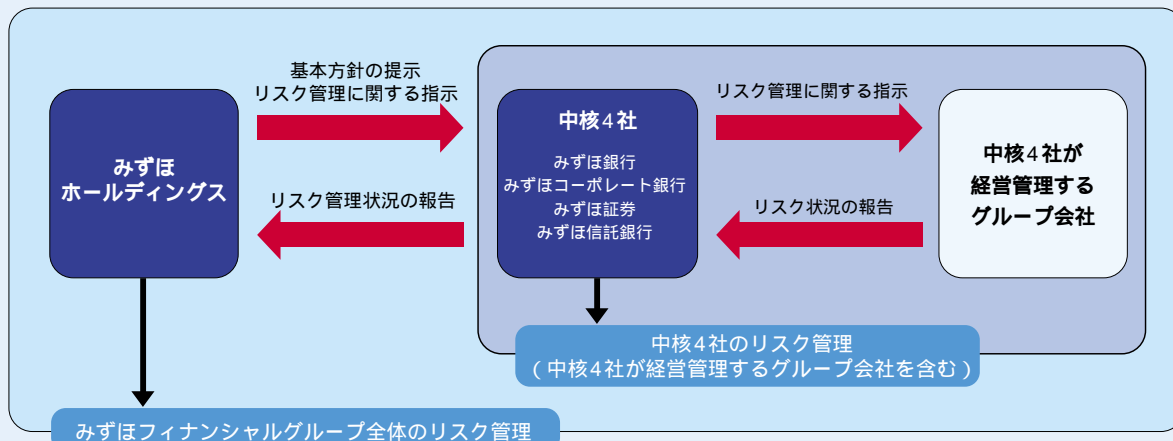 基本方針の提示
リスク管理に関する指示
みずほ
ホールディングス
リスク管理状況の報告
中核4社
みずほ銀行
みずほコーポレート銀行
みずほ証券
みずほ信託銀行
リスク管理に関する指示
リスク状況の報告
中核4社が
経営管理する
グループ会社
中核4社のリスク管理
(中核4社が経営管理するグループ会社を含む)
みずほフィナンシャルグループ全体のリスク管理